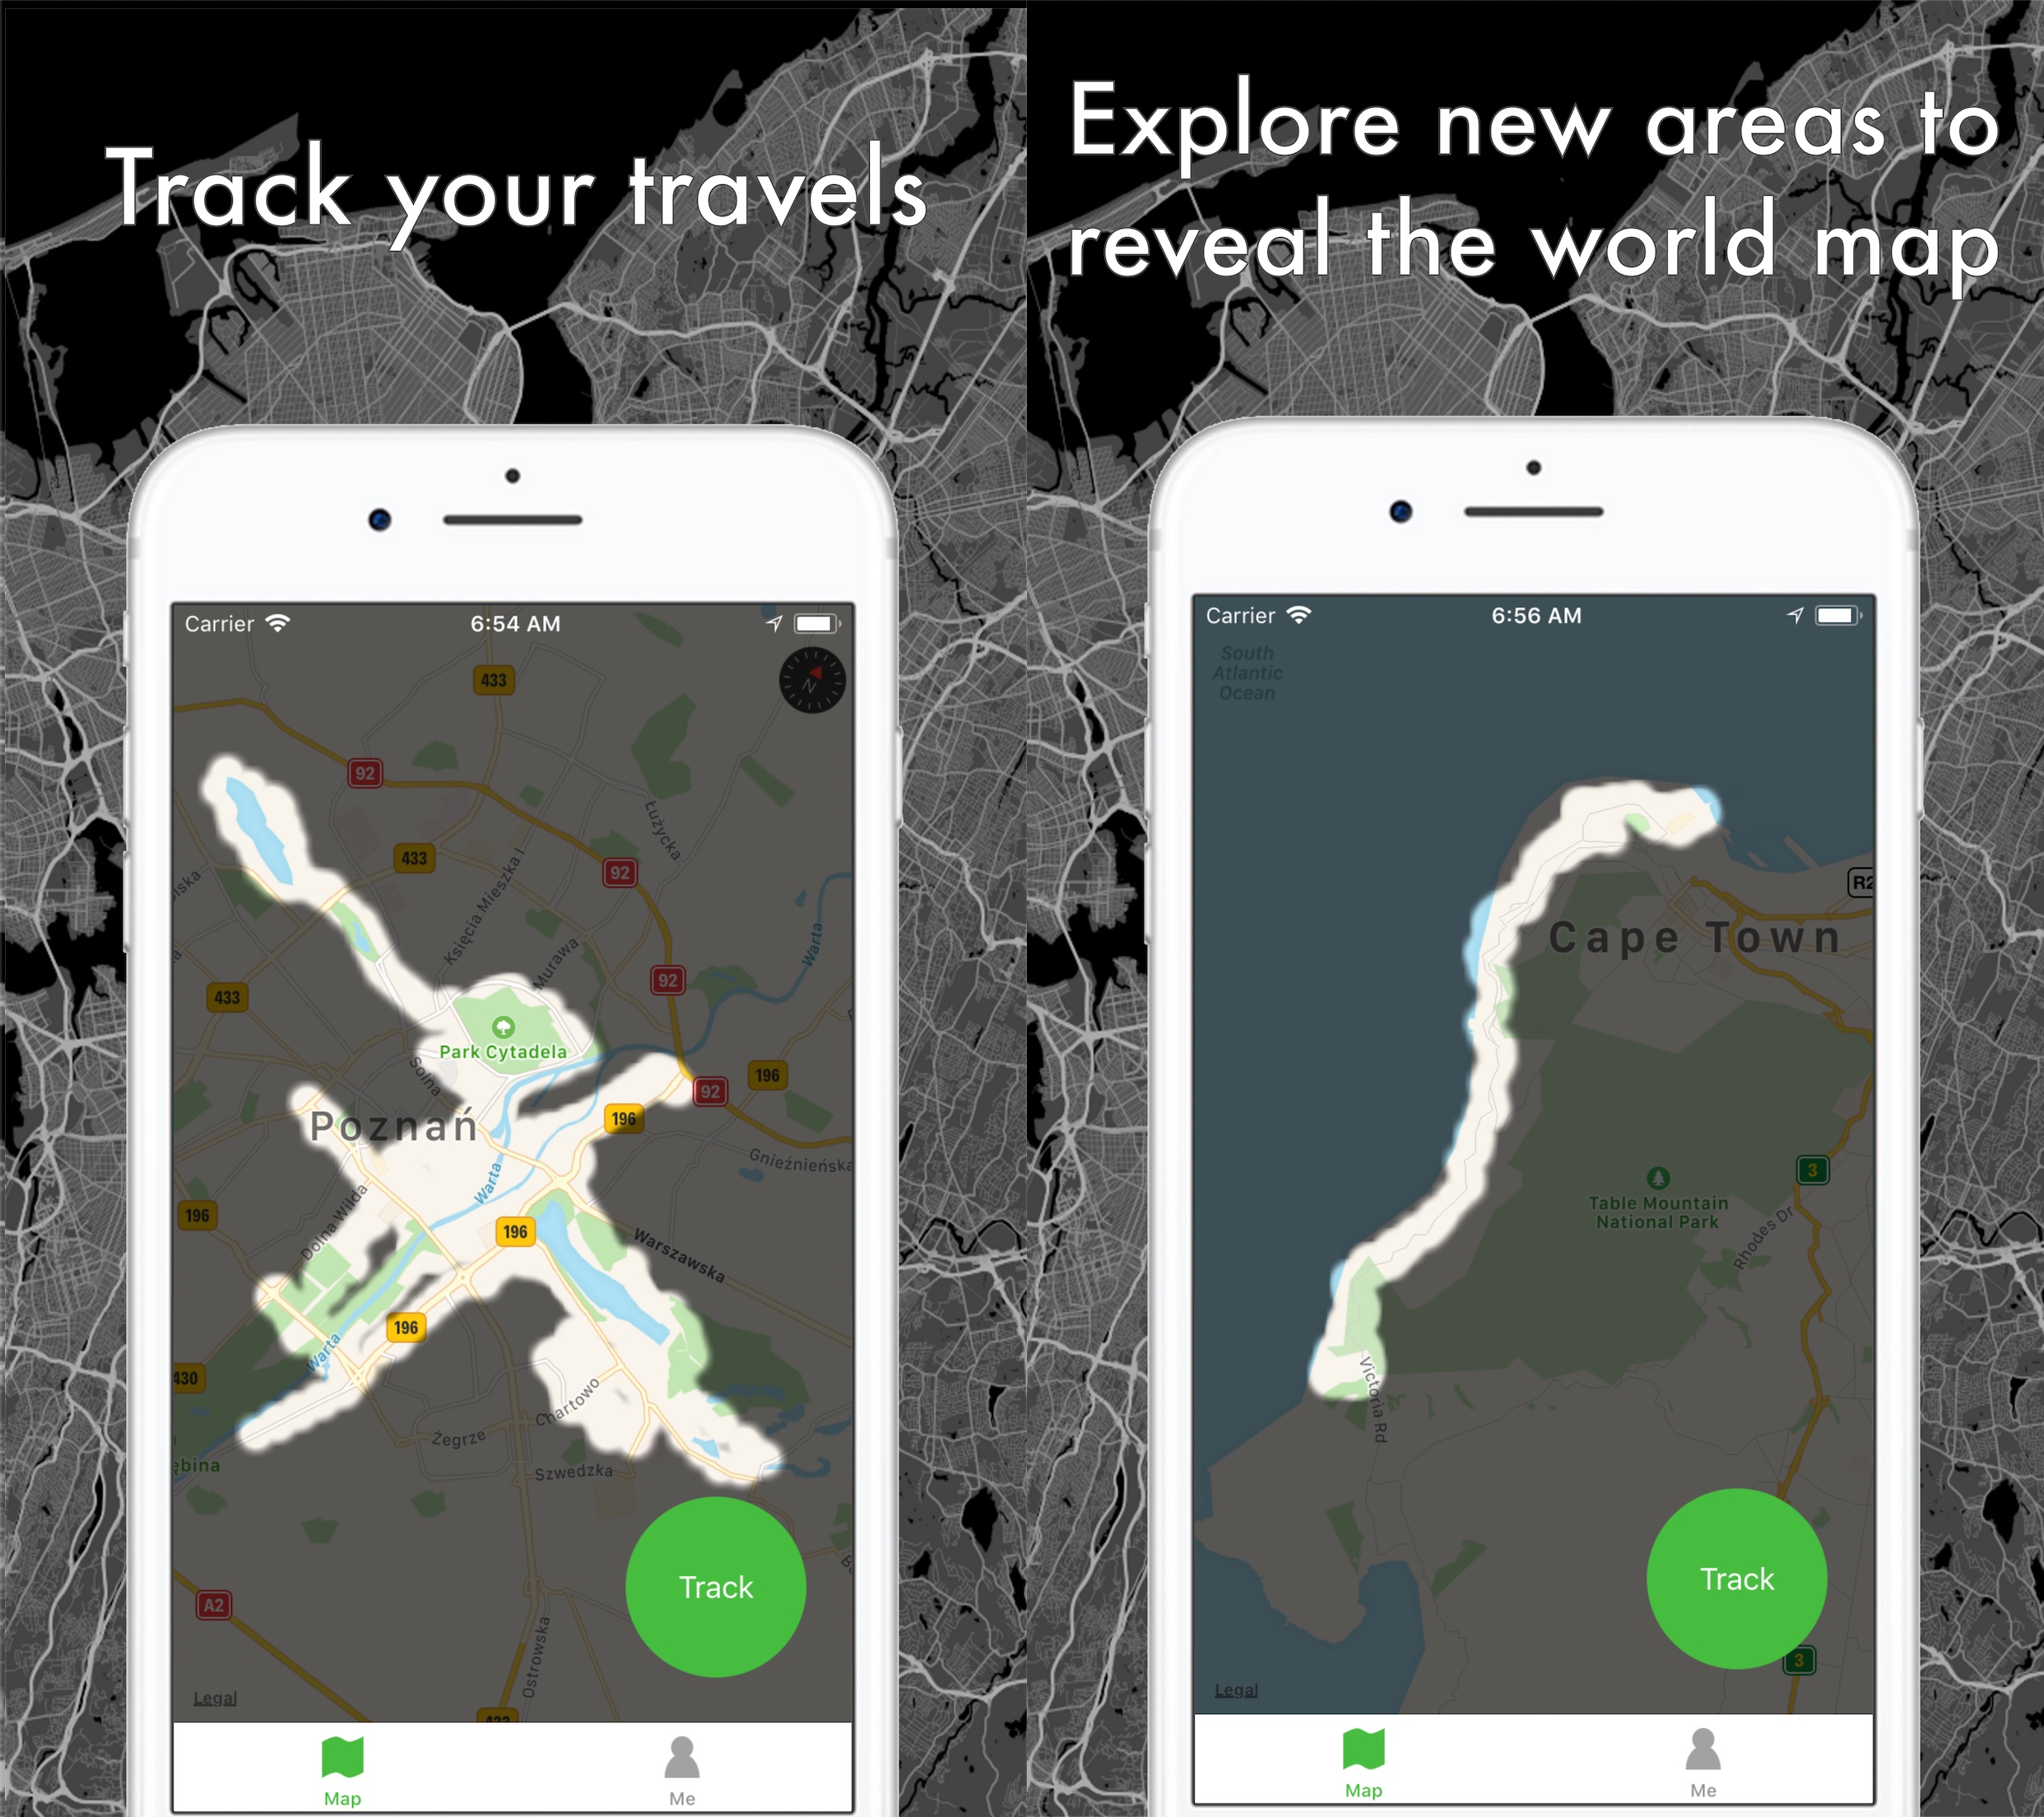 Track your travels
Carrier
6:54 AM
N
433
92
Łużycka
433
92
Księcia Mieszka I
Murawa
Warta
433
92
Park Cytadela
Solna
92
196
196
Poznań
Gnieźnieńska
Warta
Dolna Wilda
196
196
Warszawska
196
Warta
430
Chartowo
Żegrze
Szwedzka
ębina
Track
A2
Ostrowska
Legal
433
Map
Me
Explore new areas to
reveal the world map
Carrier
6:56 AM
South
Atlantic
Ocean
R2
Cape Town
3
Table Mountain
National Park
Rhodes Dr
Victoria Rd
Track
3
Legal
Map
Me